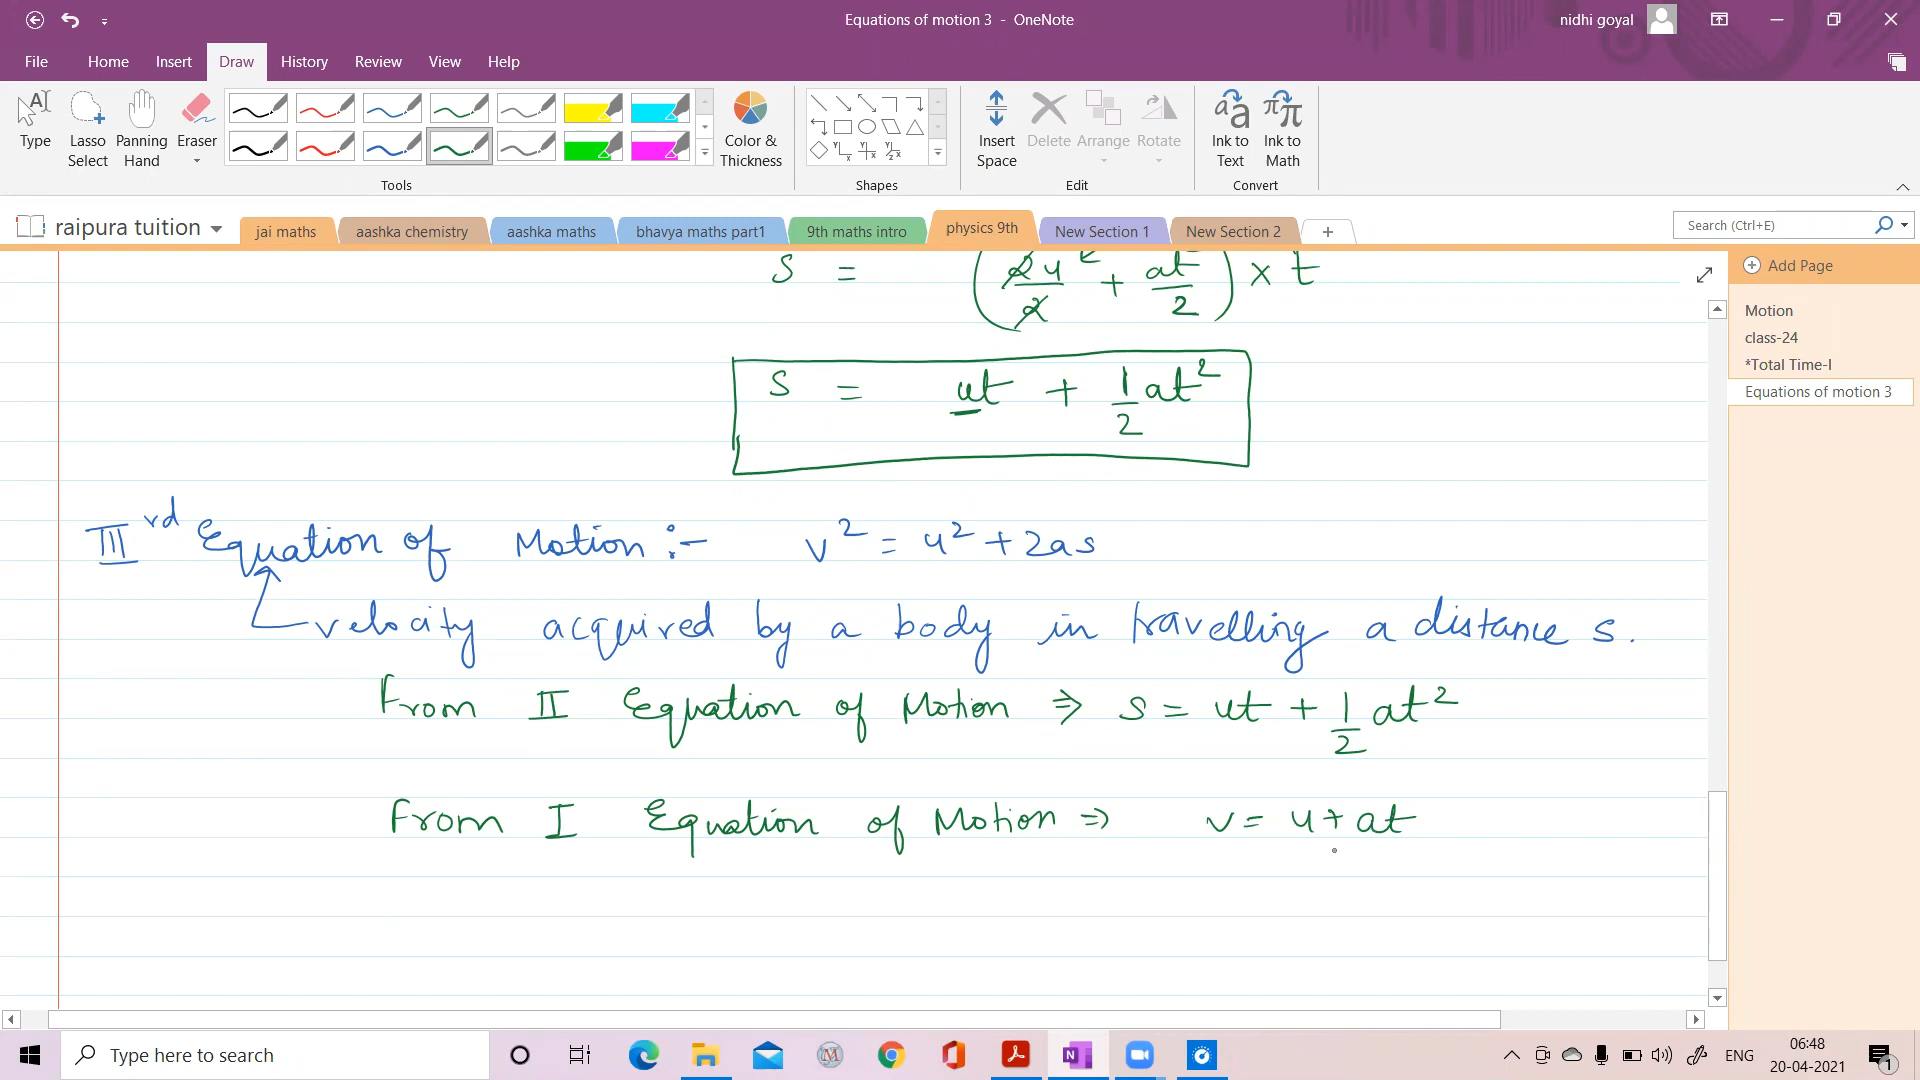 Equations of motion 3 - OneNote
nidhi goyal
File Home Insert Draw History Review View Help
Type
Lasso Select
Panning Hand
Eraser
Color & Thickness
Insert Space
Delete
Arrange
Rotate
Ink to Text
Ink to Math
Tools
Shapes
Edit
Convert
raipura tuition
jai maths
aashka chemistry
aashka maths
bhavya maths part1
9th maths intro
physics 9th
New Section 1
New Section 2
Search (Ctrl+E)
Add Page
Motion
class-24
*Total Time-I
Equations of motion 3
s = (2u/2 + at/2) x t
s = ut + 1/2 at²
III rd Equation of Motion :- v² = u² + 2as
velocity acquired by a body in travelling a distance s.
From II Equation of Motion ⇒ s = ut + 1/2 at²
From I Equation of Motion ⇒ v = u + at
Type here to search
ENG
06:48
20-04-2021
1